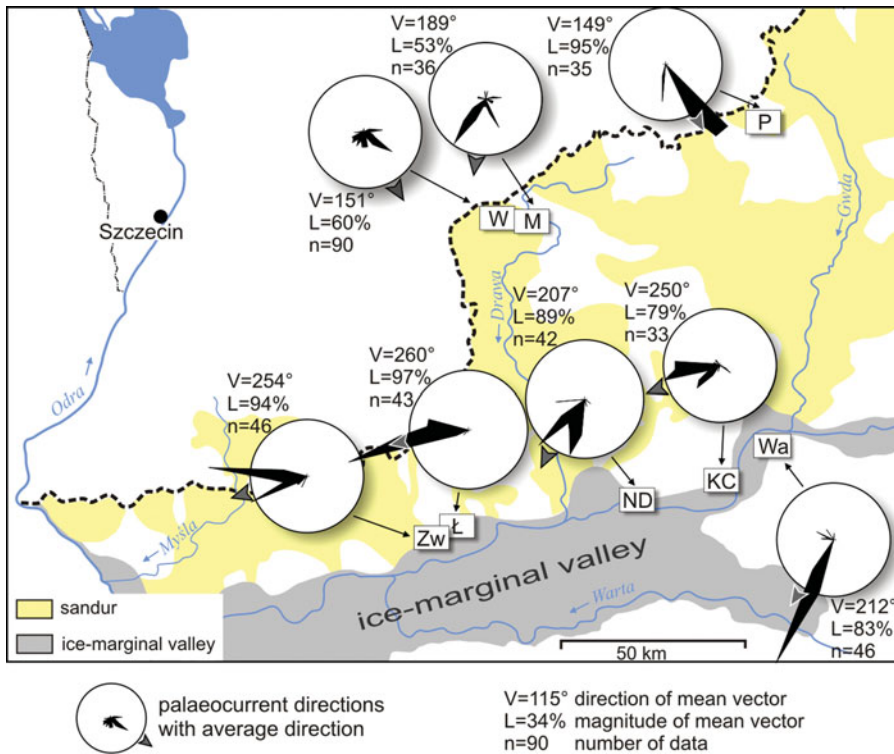 V=189°
L=53%
n=36
V=149°
L=95%
n=35
P
V=151°
L=60%
n=90
W
M
Szczecin
Gwda
Drawa
V=207°
L=89%
n=42
V=250°
L=79%
n=33
V=260°
L=97%
n=43
V=254°
L=94%
n=46
Odra
Wa
KC
ND
Ł
Zw
Myśla
ice-marginal valley
Warta
V=212°
L=83%
n=46
sandur
ice-marginal valley
50 km
palaeocurrent directions
with average direction
V=115° direction of mean vector
L=34% magnitude of mean vector
n=90 number of data